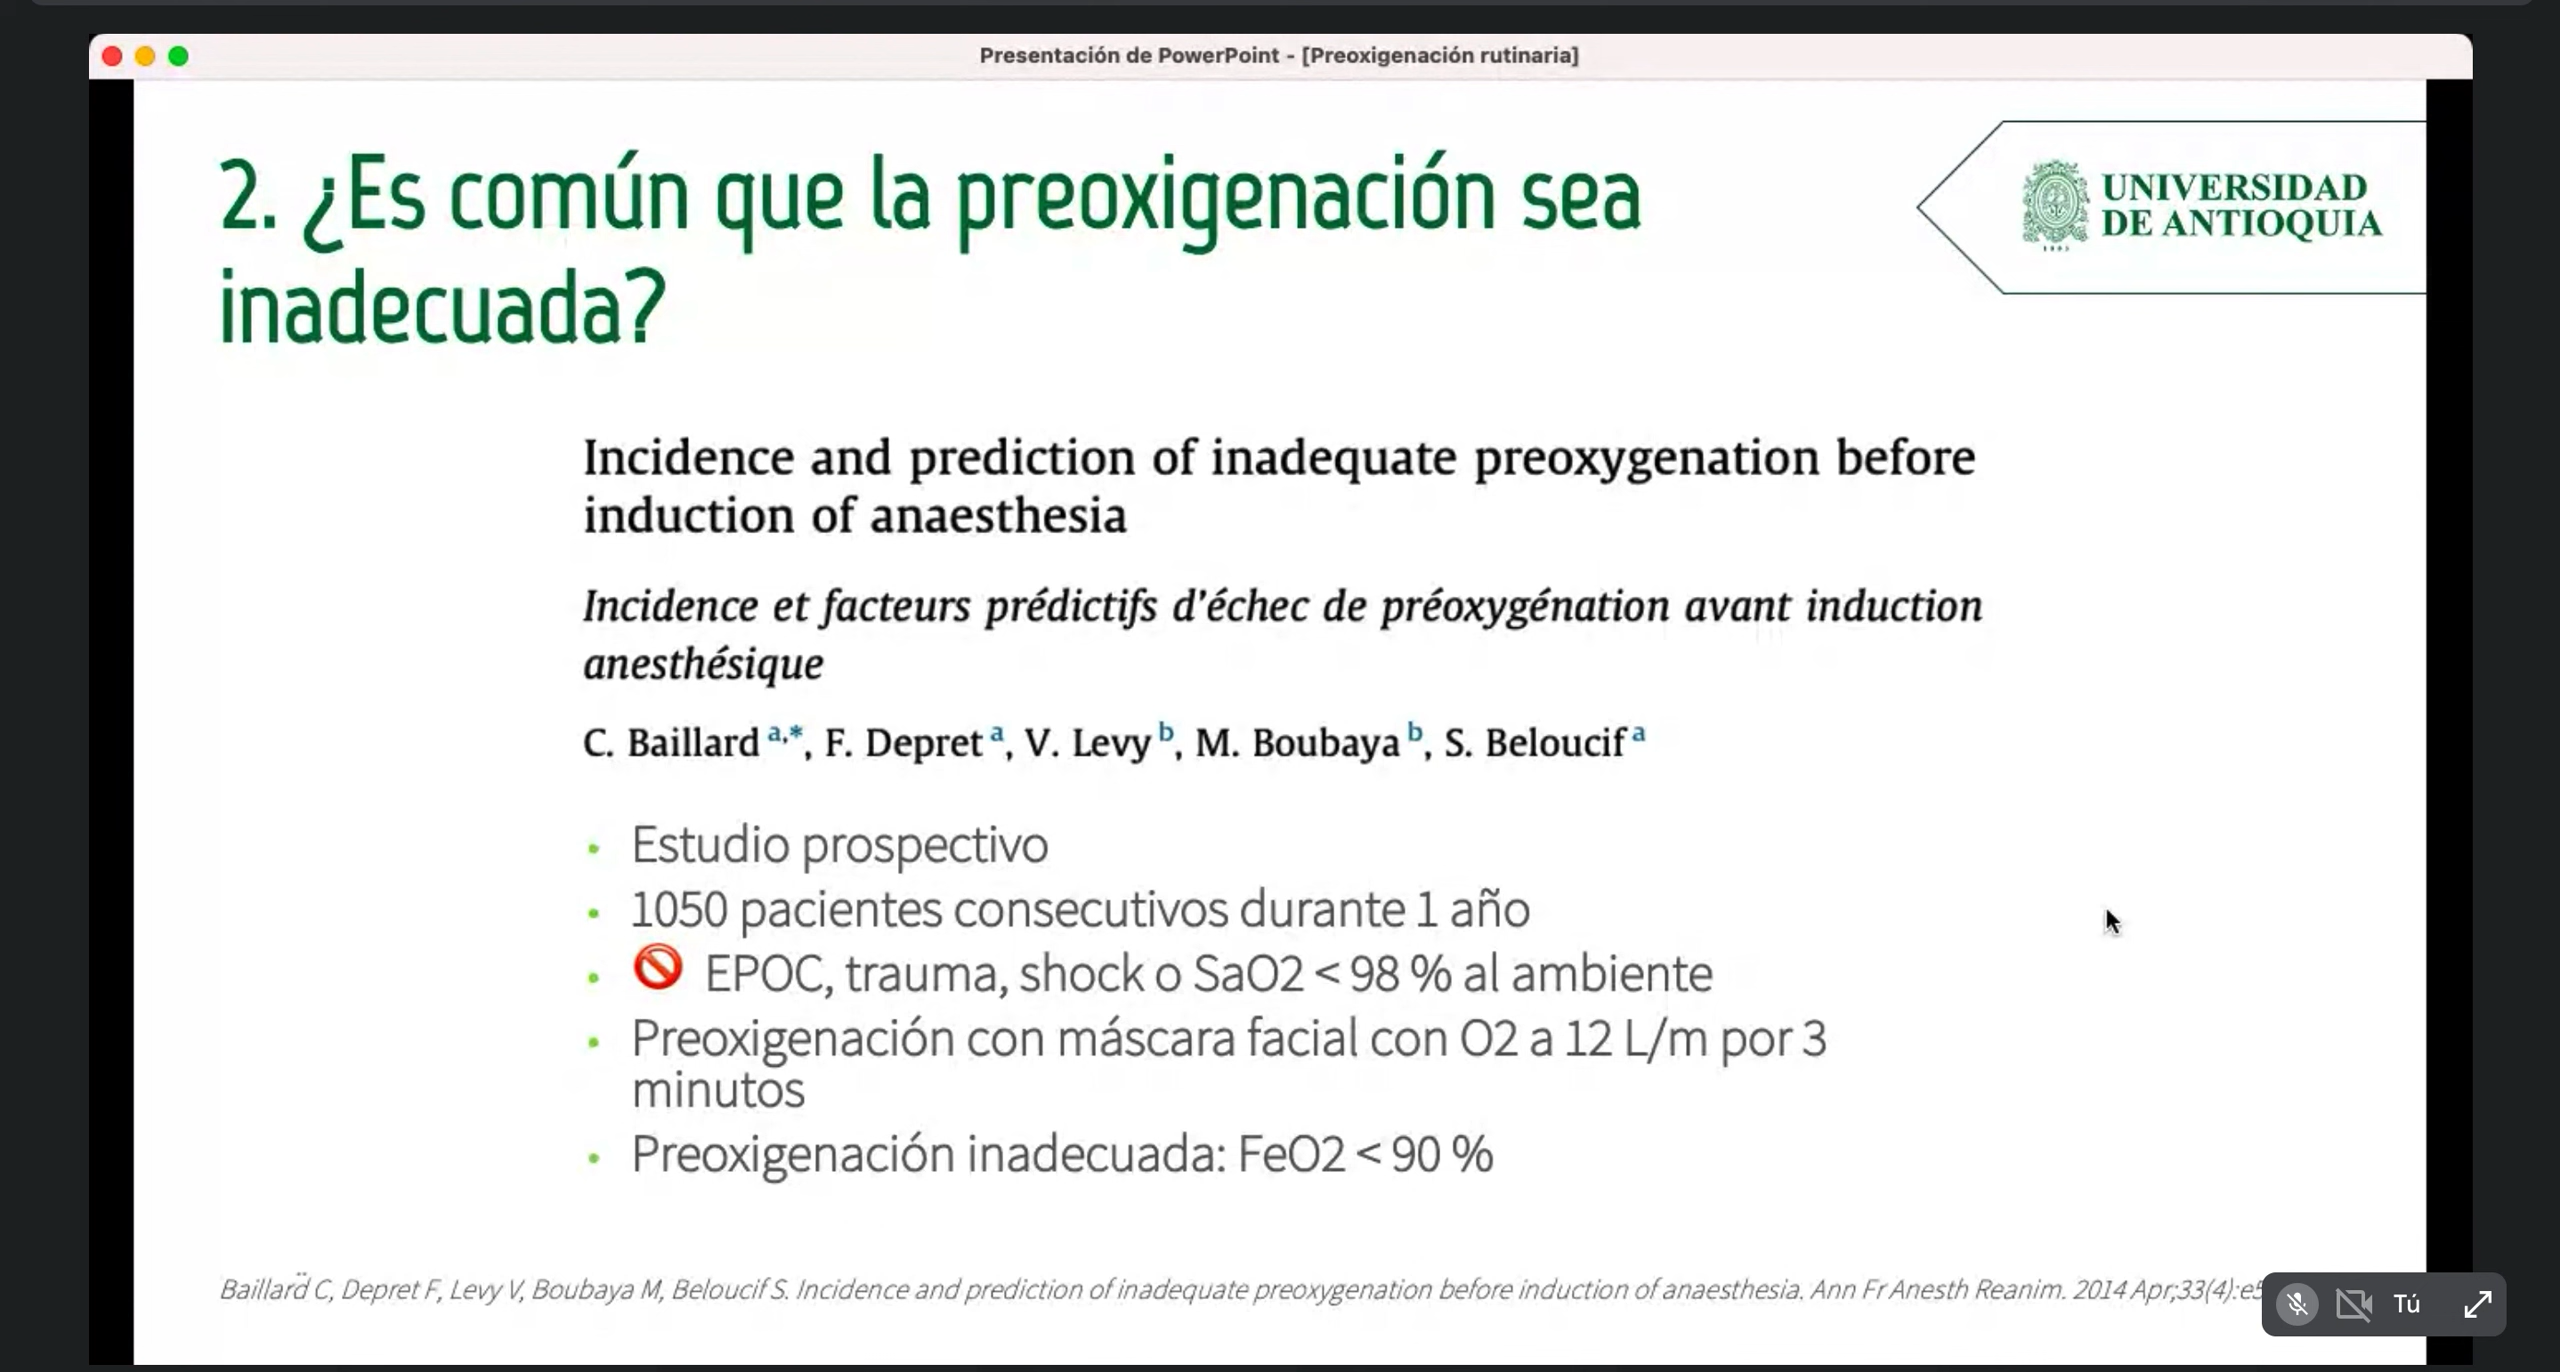 Presentación de PowerPoint - [Preoxigenación rutinaria]
2. ¿Es común que la preoxigenación sea
inadecuada?
UNIVERSIDAD
DE ANTIOQUIA
1803
Incidence and prediction of inadequate preoxygenation before
induction of anaesthesia
Incidence et facteurs prédictifs d'échec de préoxygénation avant induction
anesthésique
C. Baillard a,*, F. Depret a, V. Levy b, M. Boubaya b, S. Beloucif a
• Estudio prospectivo
• 1050 pacientes consecutivos durante 1 año
• 🚫 EPOC, trauma, shock o SaO2 < 98 % al ambiente
• Preoxigenación con máscara facial con O2 a 12 L/m por 3
minutos
• Preoxigenación inadecuada: FeO2 < 90 %
Baillard C, Depret F, Levy V, Boubaya M, Beloucif S. Incidence and prediction of inadequate preoxygenation before induction of anaesthesia. Ann Fr Anesth Reanim. 2014 Apr;33(4):e5
Tú